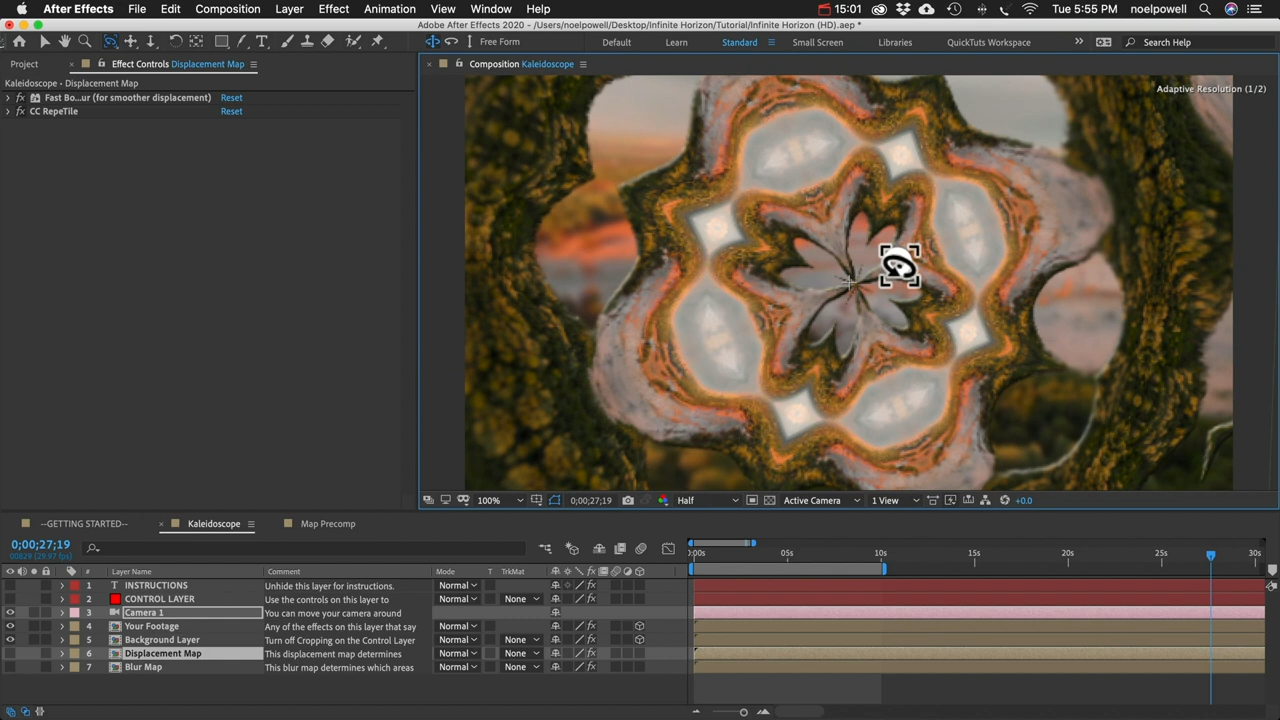 After Effects File Edit Composition Layer Effect Animation View Window Help 15:01 Tue 5:55 PM noelpowell
Adobe After Effects 2020 - /Users/noelpowell/Desktop/Infinite Horizon/Tutorial/Infinite Horizon (HD).aep *
Free Form Default Learn Standard Small Screen Libraries QuickTuts Workspace Search Help
Project Effect Controls Displacement Map Composition Kaleidoscope
Kaleidoscope • Displacement Map
Adaptive Resolution (1/2)
fx Fast Bo...ur (for smoother displacement) Reset
fx CC RepeTile Reset
100% 0;00;27;19 Half Active Camera 1 View +0.0
--GETTING STARTED-- Kaleidoscope Map Precomp
0;00;27;19
00829 (29.97 fps)
:00s 05s 10s 15s 20s 25s 30s
# Layer Name Comment Mode T TrkMat
1 T INSTRUCTIONS Unhide this layer for instructions. Normal
2 CONTROL LAYER Use the controls on this layer to Normal None
3 Camera 1 You can move your camera around
4 Your Footage Any of the effects on this layer that say Normal
5 Background Layer Turn off Cropping on the Control Layer Normal None
6 Displacement Map This displacement map determines Normal None
7 Blur Map This blur map determines which areas Normal None